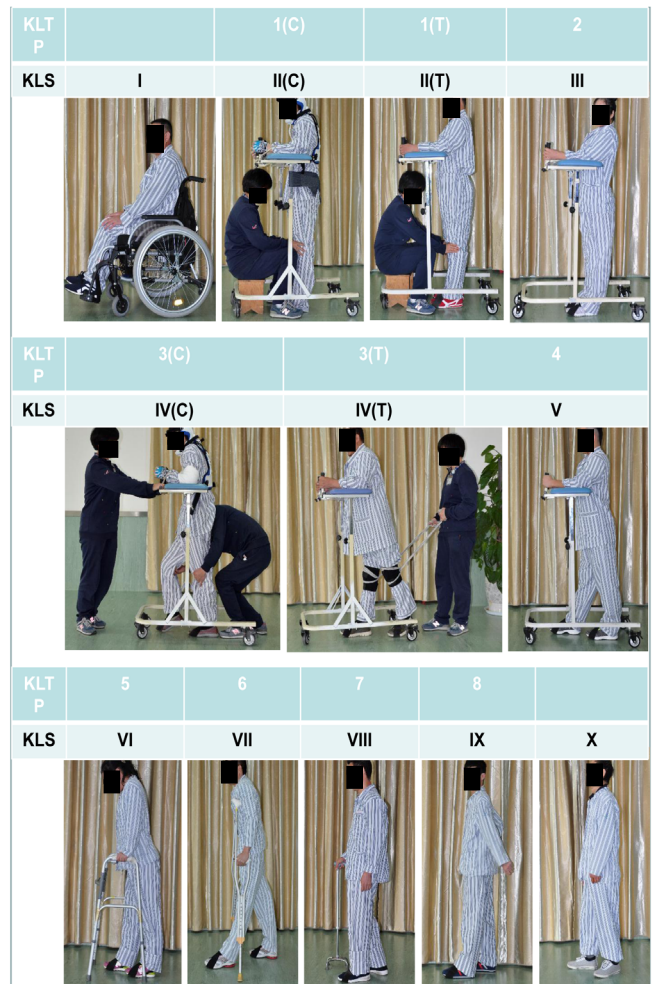 KLT P 1(C) 1(T) 2
KLS I II(C) II(T) III
KLT P 3(C) 3(T) 4
KLS IV(C) IV(T) V
KLT P 5 6 7 8
KLS VI VII VIII IX X